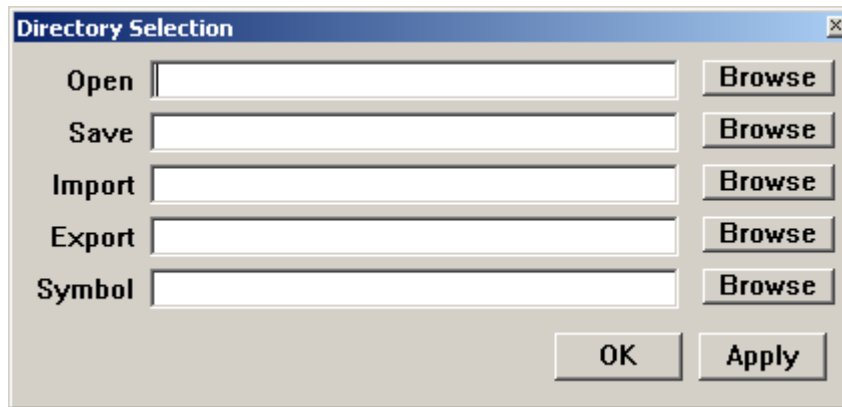 Directory Selection
Open Browse
Save Browse
Import Browse
Export Browse
Symbol Browse
OK Apply